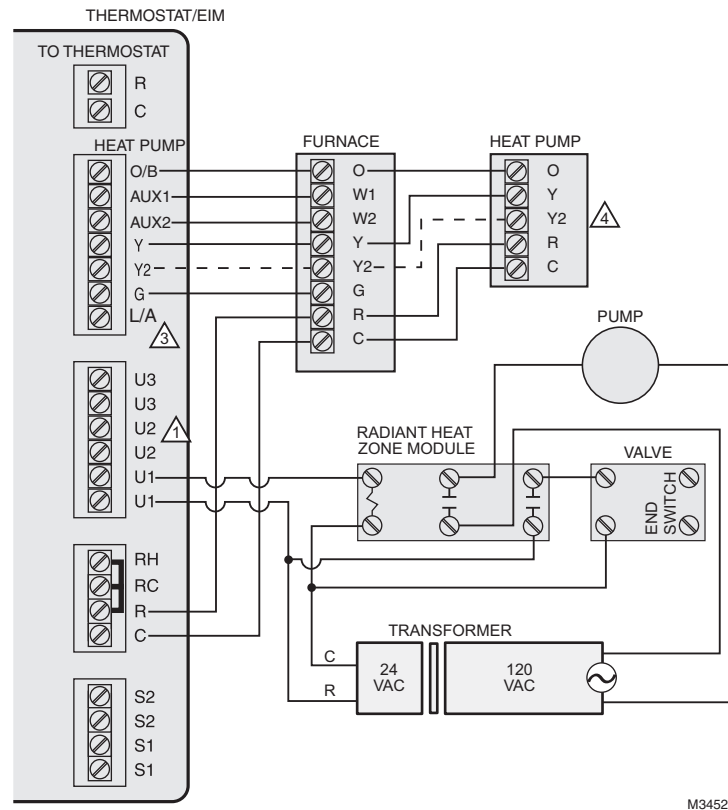 THERMOSTAT/EIM
TO THERMOSTAT
R
C
HEAT PUMP
O/B
AUX1
AUX2
Y
Y2
G
L/A
3
U3
U3
U2
1
U2
U1
U1
RH
RC
R
C
S2
S2
S1
S1
FURNACE
O
W1
W2
Y
Y2
G
R
C
HEAT PUMP
O
Y
Y2
R
C
4
PUMP
RADIANT HEAT
ZONE MODULE
VALVE
END
SWITCH
TRANSFORMER
C
R
24
VAC
120
VAC
M3452